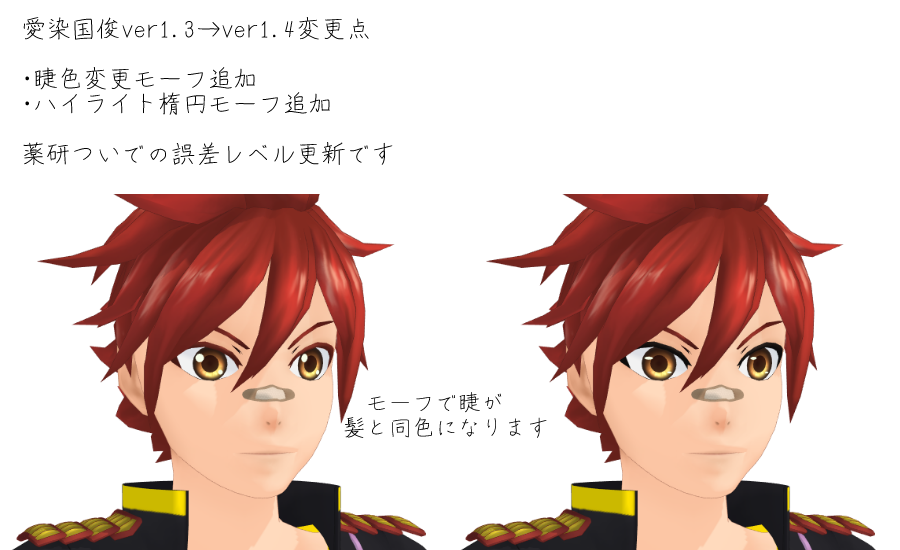 愛染国俊ver1.3→ver1.4変更点
・睫色変更モーフ追加
・ハイライト楕円モーフ追加
薬研ついでの誤差レベル更新です
モーフで睫が
髪と同色になります